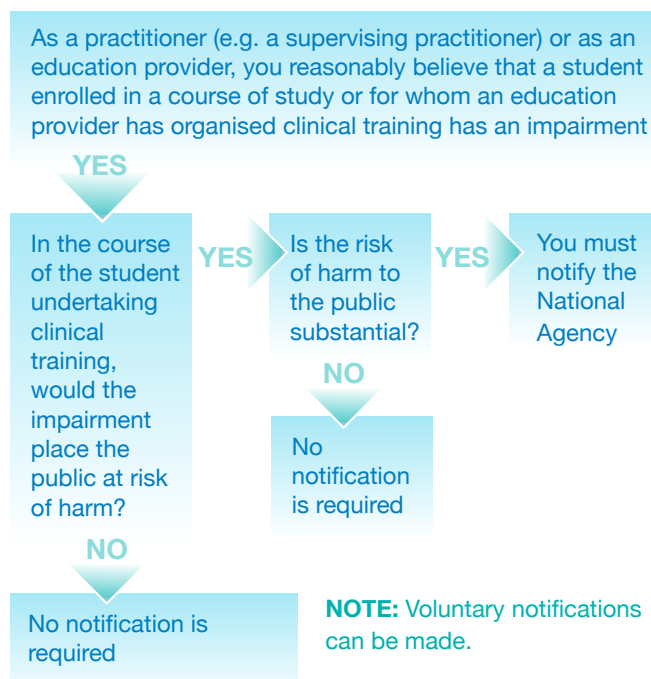 As a practitioner (e.g. a supervising practitioner) or as an
education provider, you reasonably believe that a student
enrolled in a course of study or for whom an education
provider has organised clinical training has an impairment
YES
In the course
of the student
undertaking
clinical
training,
would the
impairment
place the
public at risk
of harm?
YES
Is the risk
of harm to
the public
substantial?
YES
You must
notify the
National
Agency
NO
No
notification
is required
NO
No notification is
required
NOTE: Voluntary notifications
can be made.